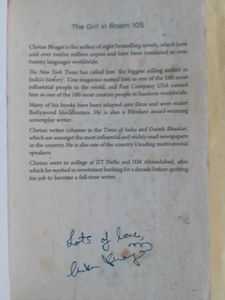 The Girl in Room 105
Chetan Bhagat is the author of eight bestselling novels, which have
sold over twelve million copies and have been translated in over
twenty languages worldwide.
The New York Times has called him 'the biggest selling author in
India's history'. Time magazine named him as one of the 100 most
influential people in the world, and Fast Company USA named
him as one of the 100 most creative people in business worldwide.
Many of his books have been adapted into films and were major
Bollywood blockbusters. He is also a Filmfare award-winning
screenplay writer.
Chetan writes columns in the Times of India and Dainik Bhaskar,
which are amongst the most influential and widely read newspapers
in the country. He is also one of the country's leading motivational
speakers.
Chetan went to college at IIT Delhi and IIM Ahmedabad, after
which he worked in investment banking for a decade before quitting
his job to become a full-time writer.
Lots of love,